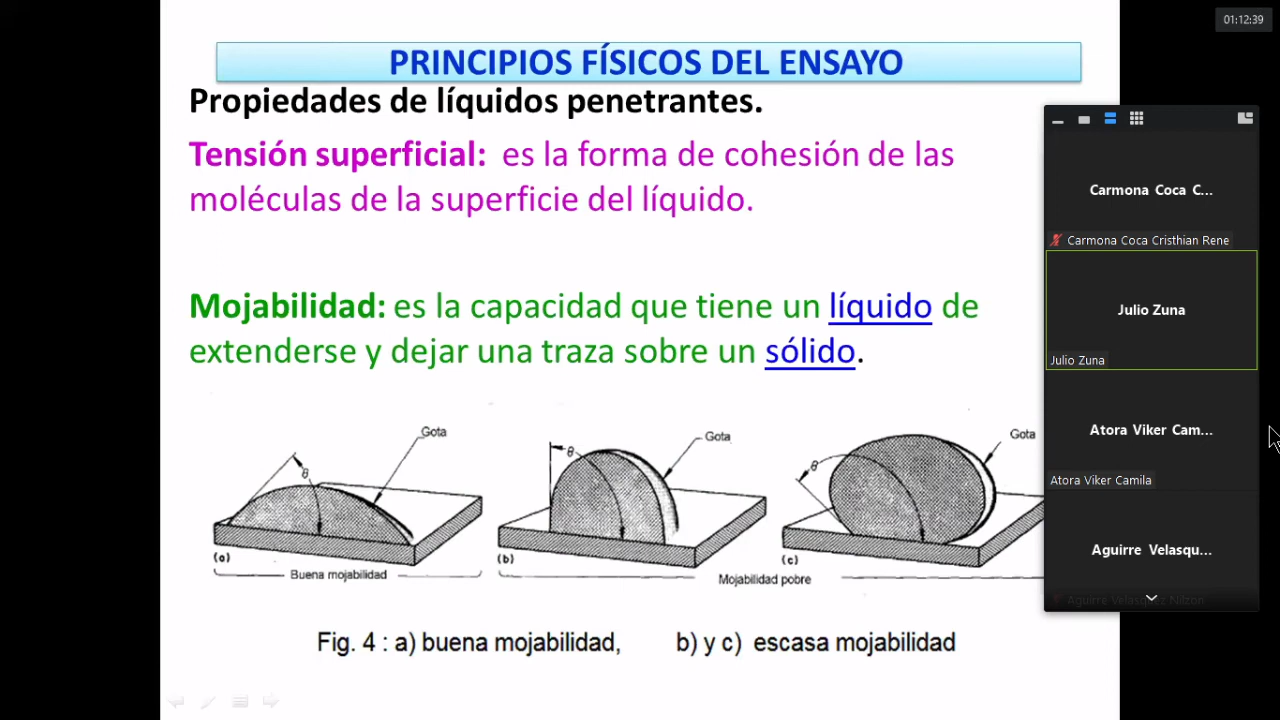 01:12:39
PRINCIPIOS FÍSICOS DEL ENSAYO
Propiedades de líquidos penetrantes.
Tensión superficial: es la forma de cohesión de las
moléculas de la superficie del líquido.
Mojabilidad: es la capacidad que tiene un líquido de
extenderse y dejar una traza sobre un sólido.
Gota
θ
(a)
Buena mojabilidad
Gota
θ
(b)
Gota
θ
(c)
Mojabilidad pobre
Fig. 4 : a) buena mojabilidad, b) y c) escasa mojabilidad
Carmona Coca C...
Carmona Coca Cristhian Rene
Julio Zuna
Julio Zuna
Atora Viker Cam...
Atora Viker Camila
Aguirre Velasqu...
Aguirre Velasquez Nilzon